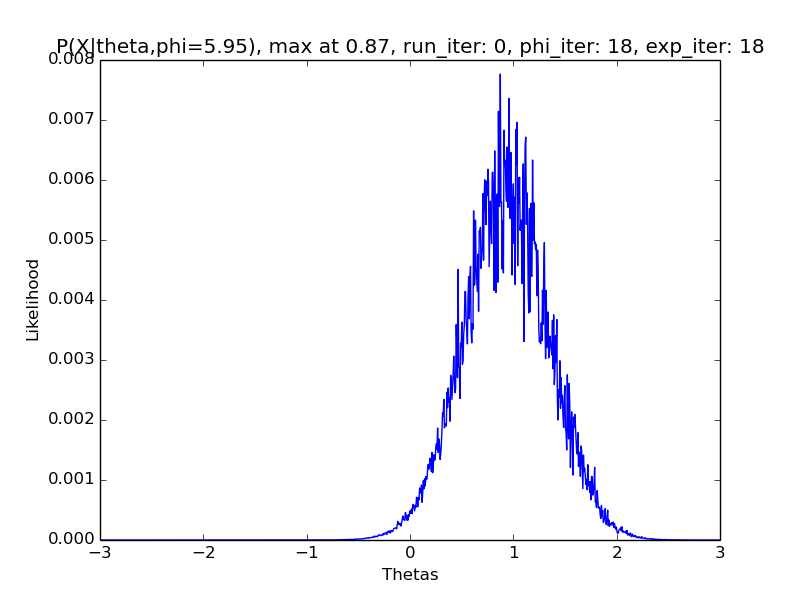 P(X|theta,phi=5.95), max at 0.87, run_iter: 0, phi_iter: 18, exp_iter: 18
0.008
0.007
0.006
0.005
0.004
0.003
0.002
0.001
0.000
Likelihood
−3 −2 −1 0 1 2 3
Thetas